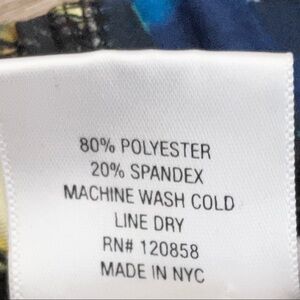 80% POLYESTER
20% SPANDEX
MACHINE WASH COLD
LINE DRY
RN# 120858
MADE IN NYC